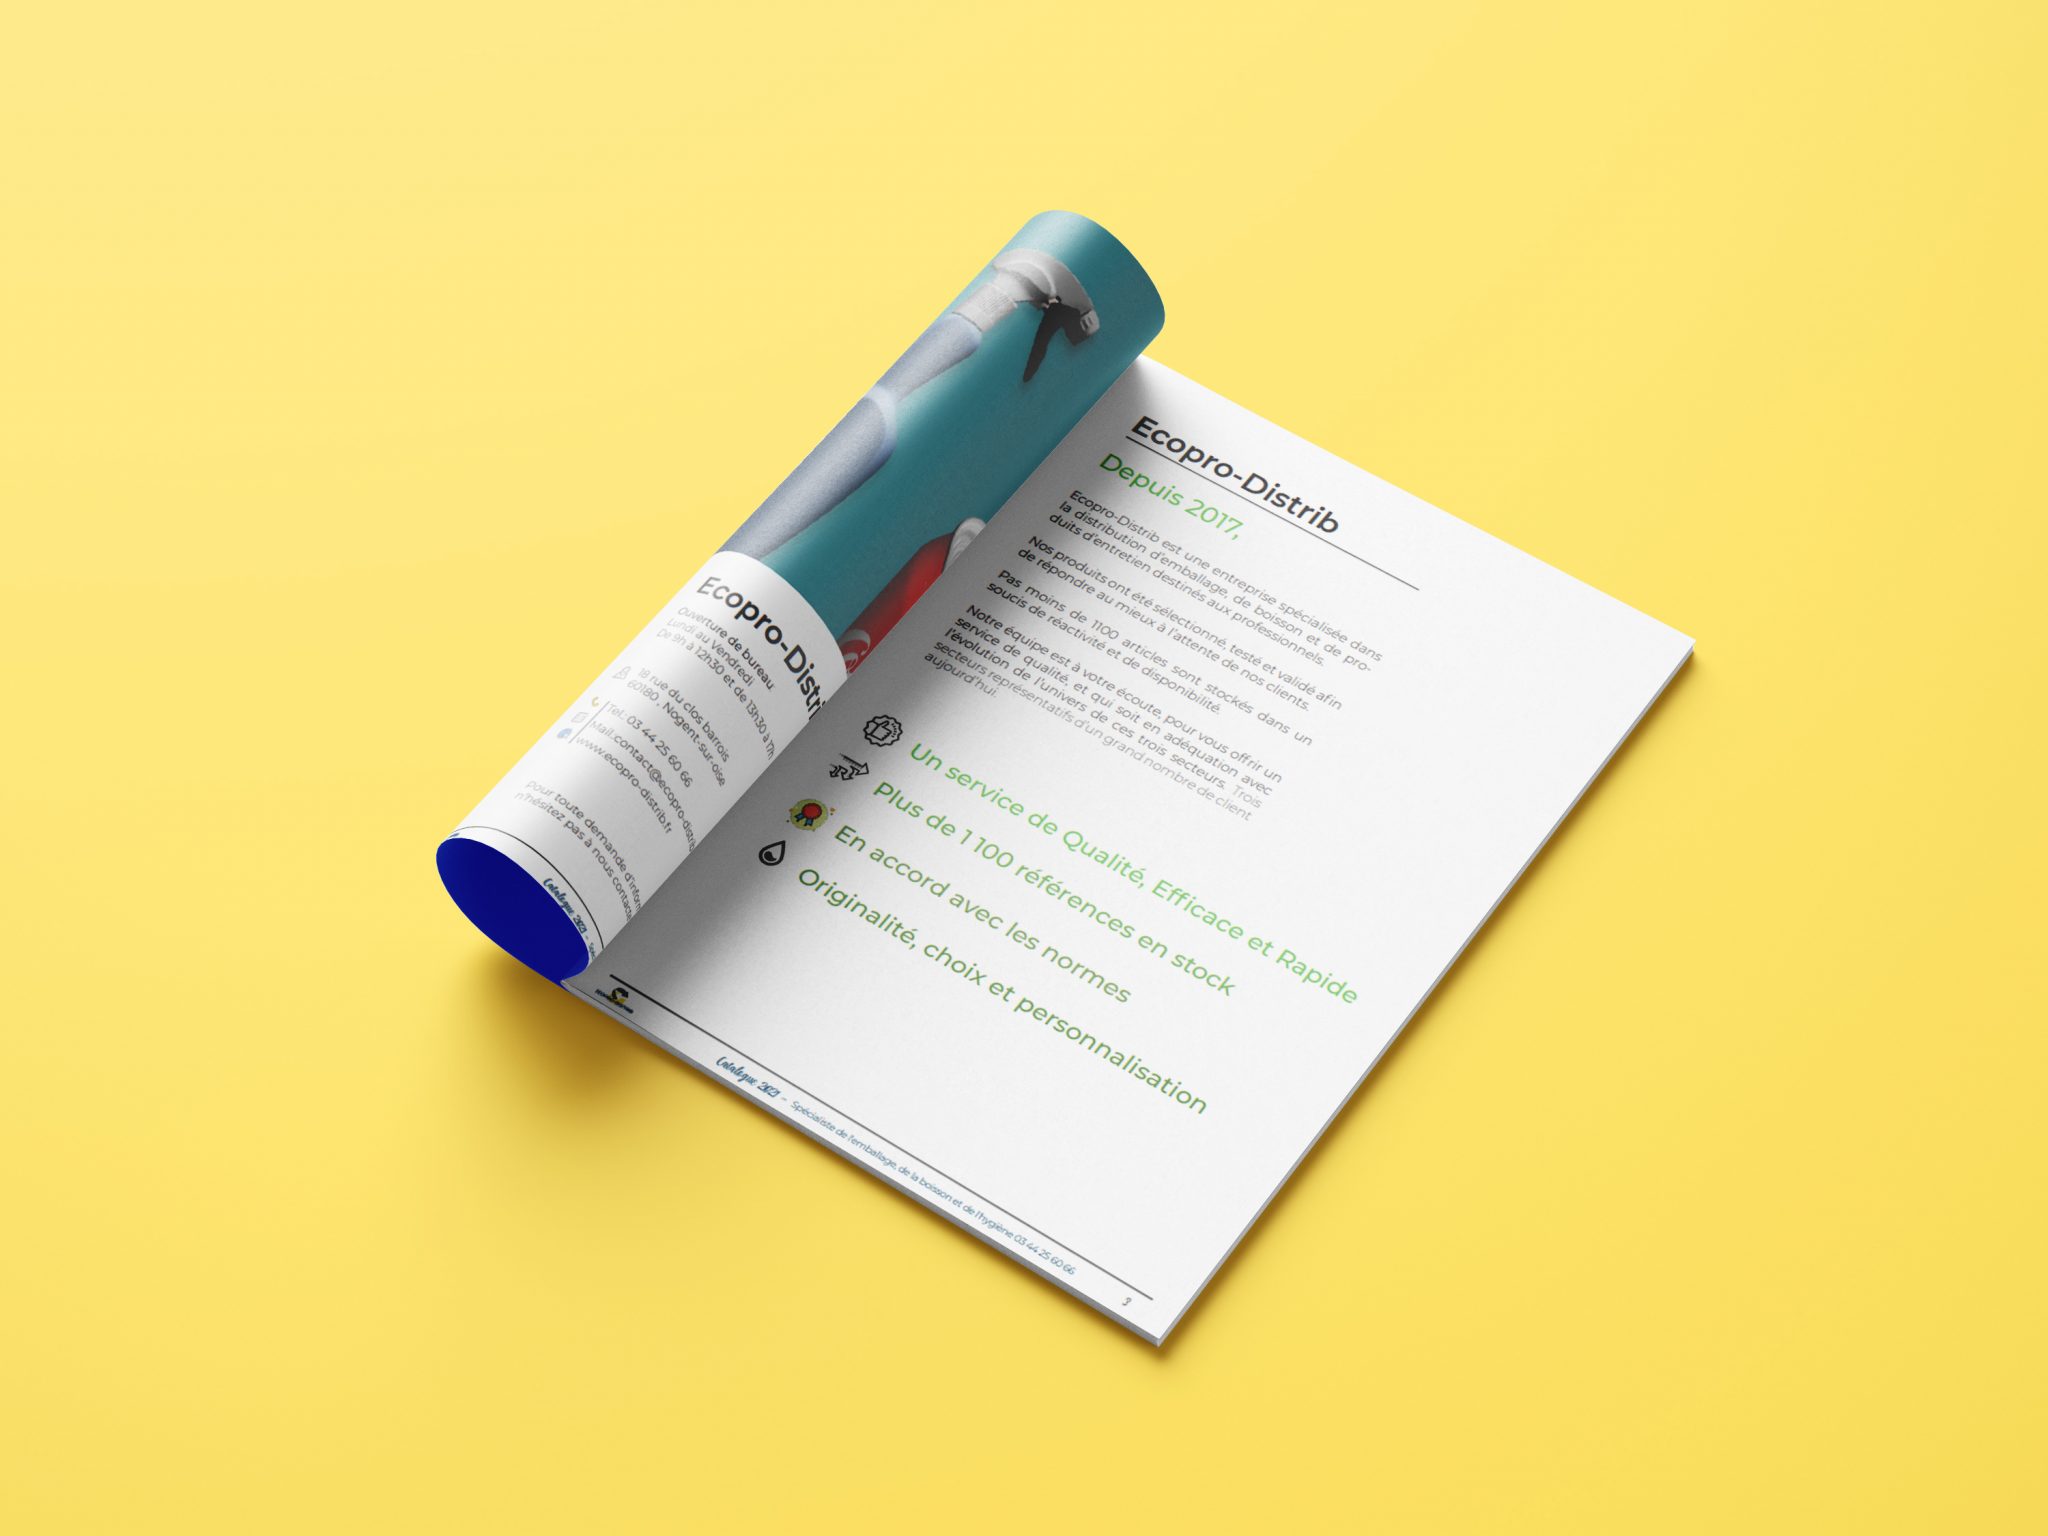 Ecopro-Distri
Ouverture de bureau
Lundi au Vendredi
De 9h à 12h30 et de 13h30 à 17h
18 rue du clos barrois
60180 , Nogent-sur-oise
Tel.: 03 44 25 60 66
Mail.:contact@ecopro-distrib
www.ecopro-distrib.fr
pour toute demande d'inform
n'hésitez pas à nous contacte
Catalogue 2021 -
Ecopro-Distrib
Depuis 2017,
Ecopro-Distrib est une entreprise spécialisée dans
la distribution d'emballage, de boisson et de pro-
duits d'entretien destinés aux professionnels.
Nos produits ont été sélectionné, testé et validé afin
de répondre au mieux à l'attente de nos clients.
Pas moins de 1100 articles sont stockés dans un
soucis de réactivité et de disponibilité.
Notre équipe est à votre écoute, pour vous offrir un
service de qualité, et qui soit en adéquation avec
l'évolution de l'univers de ces trois secteurs. Trois
secteurs représentatifs d'un grand nombre de client
aujourd'hui.
Un service de Qualité, Efficace et Rapide
Plus de 1 100 références en stock
En accord avec les normes
Originalité, choix et personnalisation
Catalogue 2021 - Spécialiste de l'emballage, de la boisson et de l'hygiène 03 44 25 60 66
3